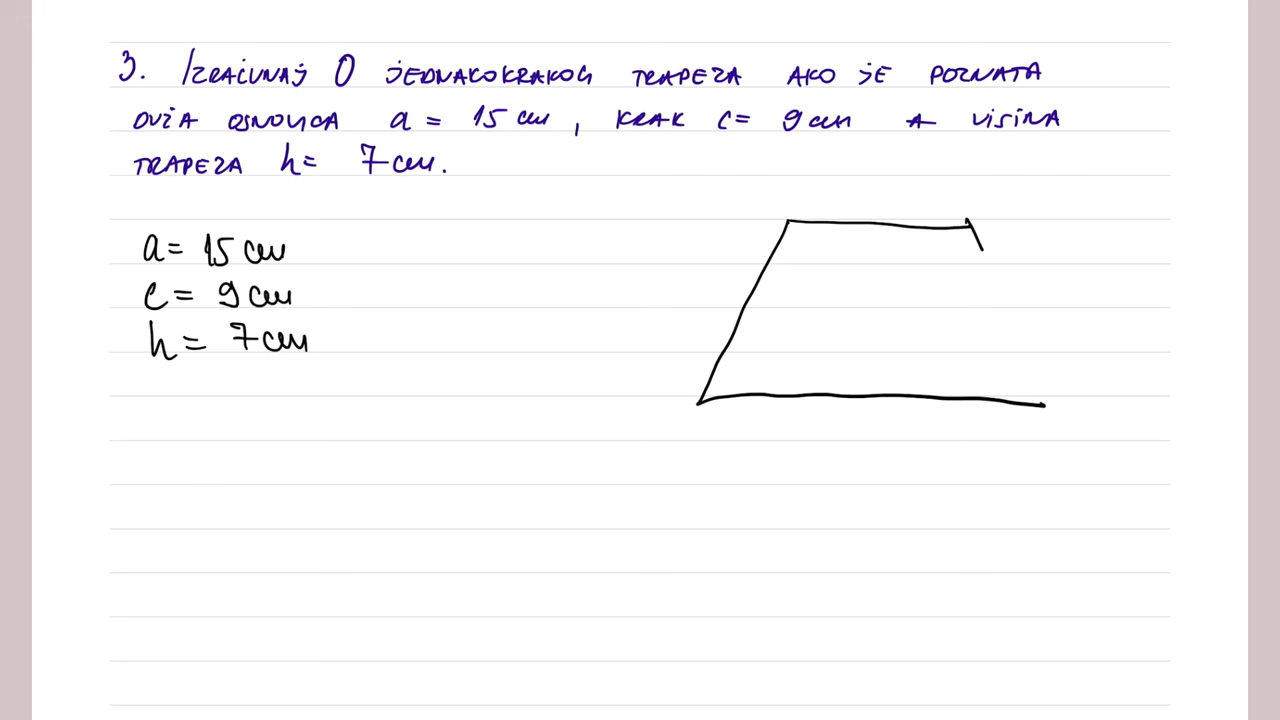 3. IZRAČUNAJ O JEDNAKOKRAKOG TRAPEZA AKO JE POZNATA
DUŽA OSNOVICA a = 15 cm, KRAK c = 9 cm A VISINA
TRAPEZA h = 7 cm.
a = 15 cm
c = 9 cm
h = 7 cm